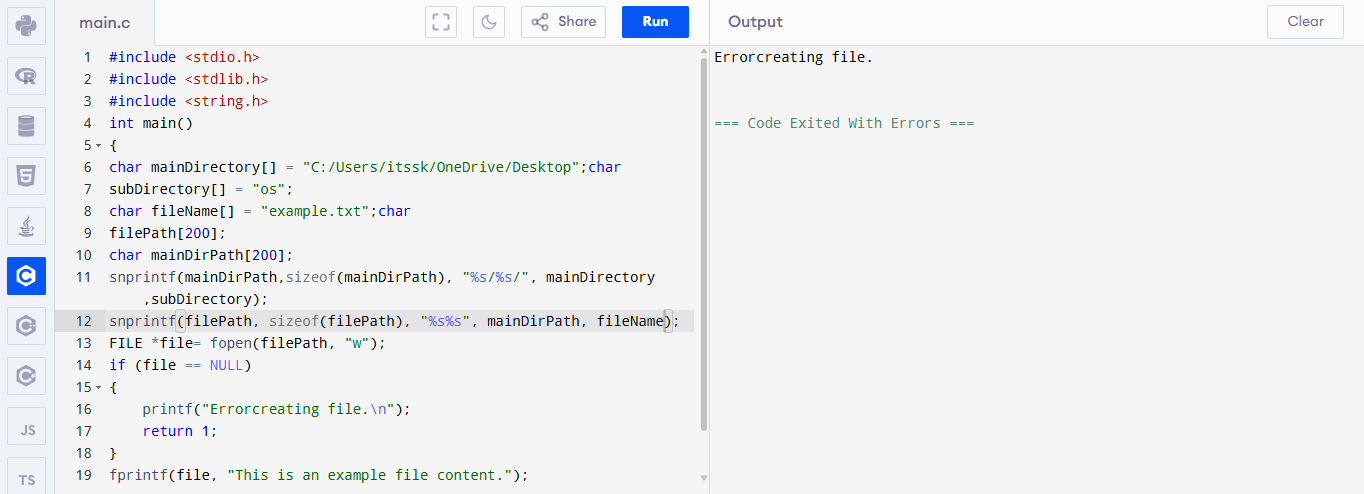 main.c
Share
Run
Output
Clear
1 #include <stdio.h>
2 #include <stdlib.h>
3 #include <string.h>
4 int main()
5 {
6 char mainDirectory[] = "C:/Users/itssk/OneDrive/Desktop";char
7 subDirectory[] = "os";
8 char fileName[] = "example.txt";char
9 filePath[200];
10 char mainDirPath[200];
11 snprintf(mainDirPath,sizeof(mainDirPath), "%s/%s/", mainDirectory
,subDirectory);
12 snprintf(filePath, sizeof(filePath), "%s%s", mainDirPath, fileName);
13 FILE *file= fopen(filePath, "w");
14 if (file == NULL)
15 {
16 printf("Errorcreating file.\n");
17 return 1;
18 }
19 fprintf(file, "This is an example file content.");
Errorcreating file.
=== Code Exited With Errors ===
R
5
C
C
C
JS
TS